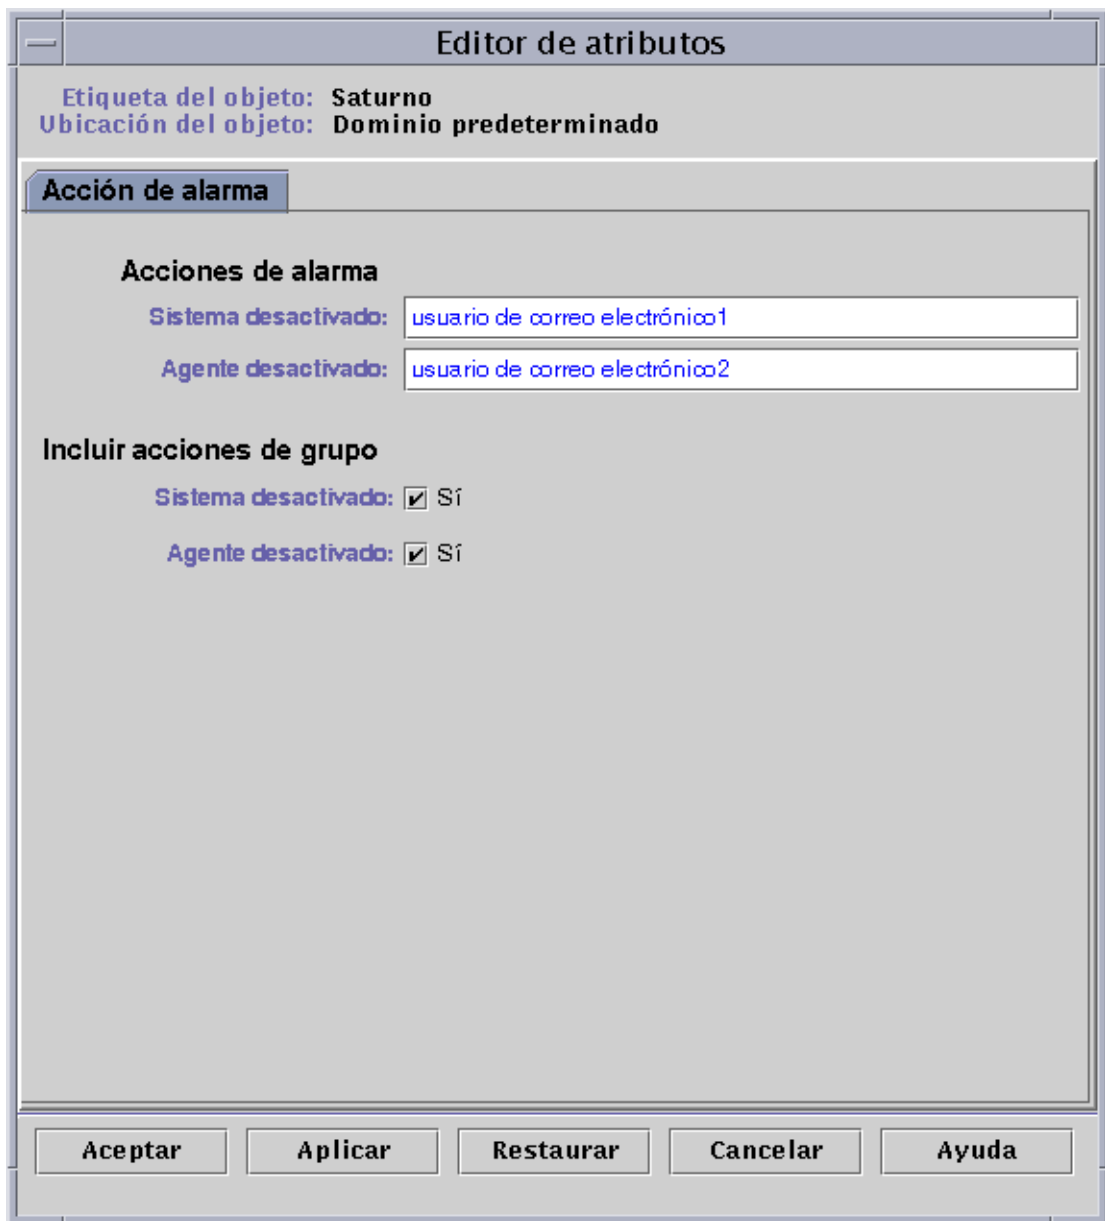 Editor de atributos
Etiqueta del objeto: Saturno
Ubicación del objeto: Dominio predeterminado
Acción de alarma
Acciones de alarma
Sistema desactivado: usuario de correo electrónico1
Agente desactivado: usuario de correo electrónico2
Incluir acciones de grupo
Sistema desactivado: Sí
Agente desactivado: Sí
Aceptar Aplicar Restaurar Cancelar Ayuda